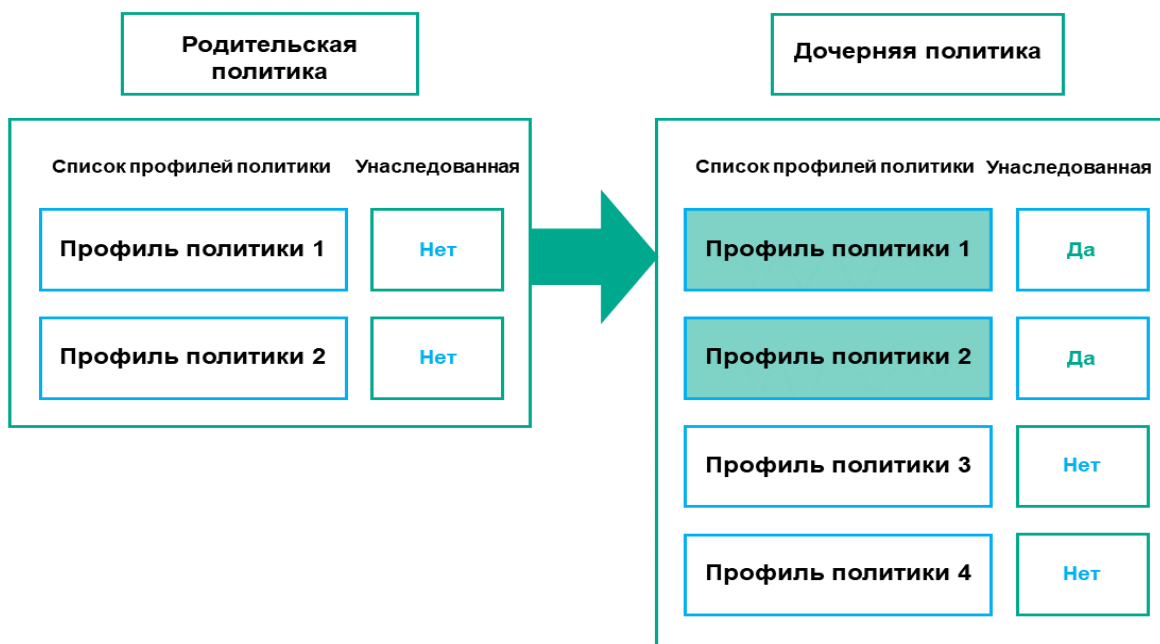 Родительская
политика
Дочерняя политика
Список профилей политики Унаследованная
Профиль политики 1 Нет
Профиль политики 2 Нет
Список профилей политики Унаследованная
Профиль политики 1 Да
Профиль политики 2 Да
Профиль политики 3 Нет
Профиль политики 4 Нет